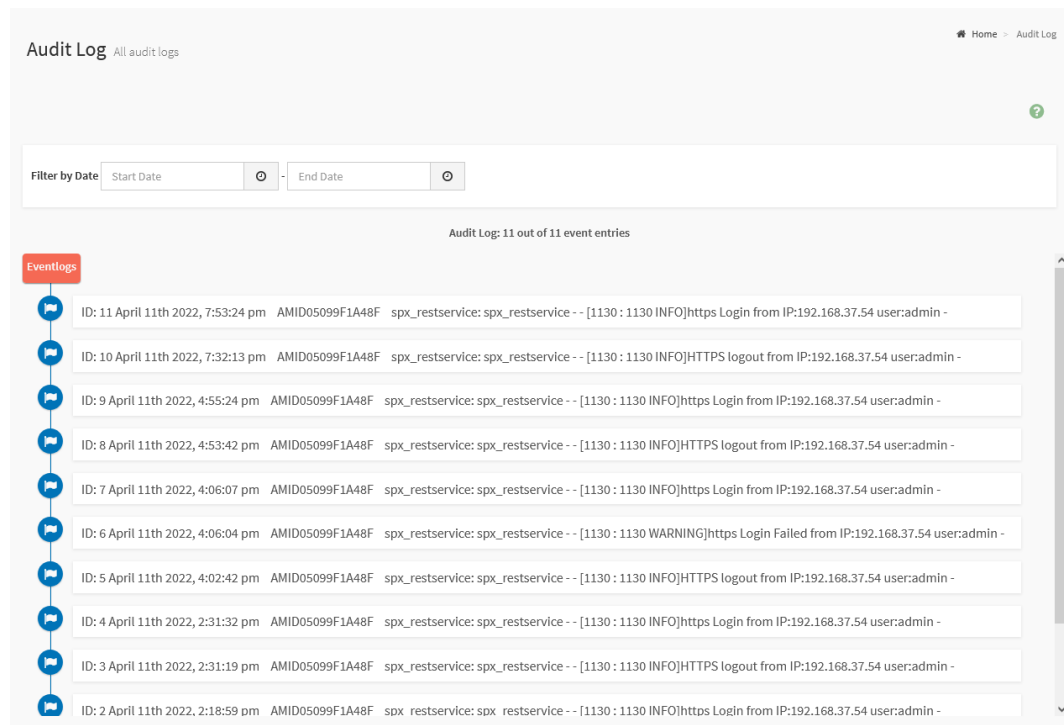 Audit Log All audit logs
Home > Audit Log
?
Filter by Date Start Date - End Date
Audit Log: 11 out of 11 event entries
Eventlogs
ID: 11 April 11th 2022, 7:53:24 pm AMID05099F1A48F spx_restservice: spx_restservice - - [1130 : 1130 INFO]https Login from IP:192.168.37.54 user:admin -
ID: 10 April 11th 2022, 7:32:13 pm AMID05099F1A48F spx_restservice: spx_restservice - - [1130 : 1130 INFO]HTTPS logout from IP:192.168.37.54 user:admin -
ID: 9 April 11th 2022, 4:55:24 pm AMID05099F1A48F spx_restservice: spx_restservice - - [1130 : 1130 INFO]https Login from IP:192.168.37.54 user:admin -
ID: 8 April 11th 2022, 4:53:42 pm AMID05099F1A48F spx_restservice: spx_restservice - - [1130 : 1130 INFO]HTTPS logout from IP:192.168.37.54 user:admin -
ID: 7 April 11th 2022, 4:06:07 pm AMID05099F1A48F spx_restservice: spx_restservice - - [1130 : 1130 INFO]https Login from IP:192.168.37.54 user:admin -
ID: 6 April 11th 2022, 4:06:04 pm AMID05099F1A48F spx_restservice: spx_restservice - - [1130 : 1130 WARNING]https Login Failed from IP:192.168.37.54 user:admin -
ID: 5 April 11th 2022, 4:02:42 pm AMID05099F1A48F spx_restservice: spx_restservice - - [1130 : 1130 INFO]HTTPS logout from IP:192.168.37.54 user:admin -
ID: 4 April 11th 2022, 2:31:32 pm AMID05099F1A48F spx_restservice: spx_restservice - - [1130 : 1130 INFO]https Login from IP:192.168.37.54 user:admin -
ID: 3 April 11th 2022, 2:31:19 pm AMID05099F1A48F spx_restservice: spx_restservice - - [1130 : 1130 INFO]HTTPS logout from IP:192.168.37.54 user:admin -
ID: 2 April 11th 2022, 2:18:59 pm AMID05099F1A48F spx_restservice: spx_restservice - - [1130 : 1130 INFO]https Login from IP:192.168.37.54 user:admin -